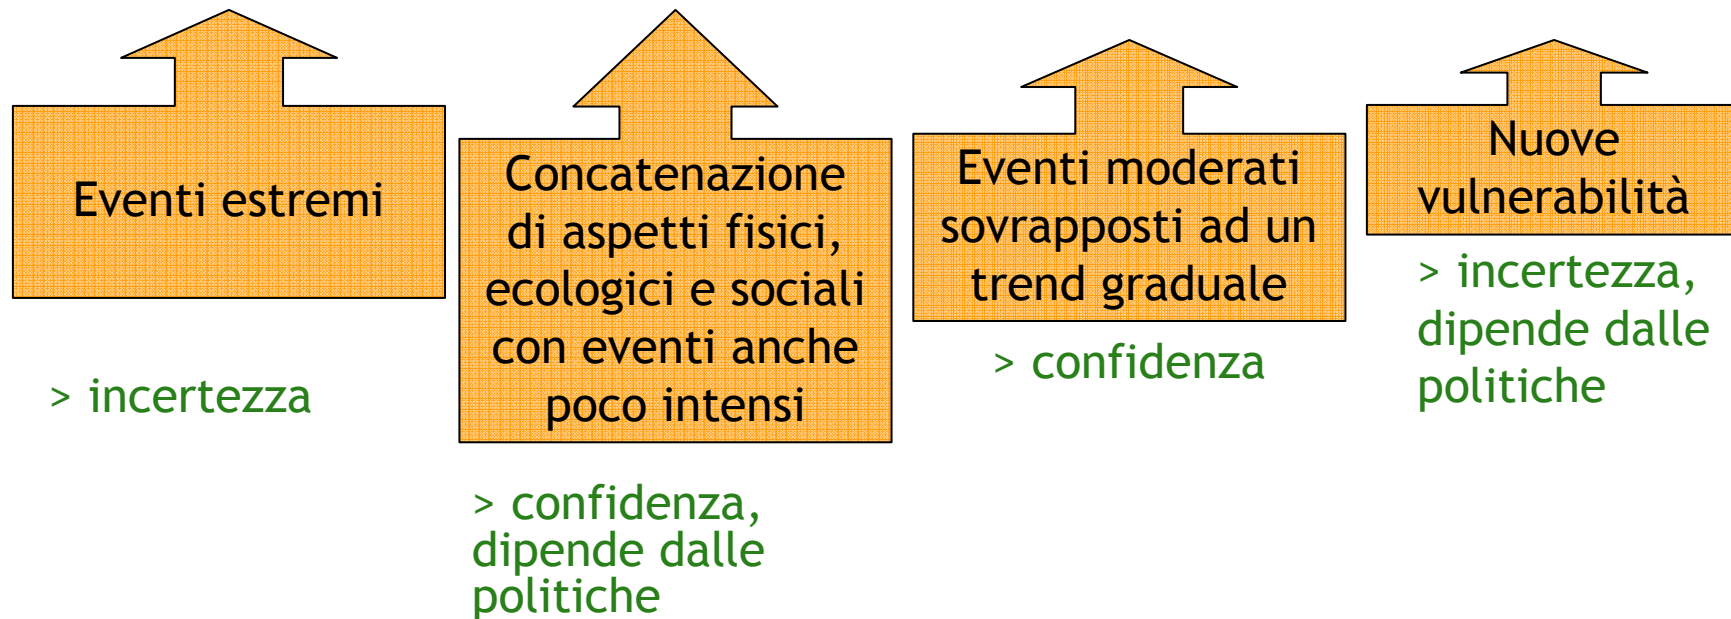 Eventi estremi
> incertezza
Concatenazione
di aspetti fisici,
ecologici e sociali
con eventi anche
poco intensi
> confidenza,
dipende dalle
politiche
Eventi moderati
sovrapposti ad un
trend graduale
> confidenza
Nuove
vulnerabilità
> incertezza,
dipende dalle
politiche